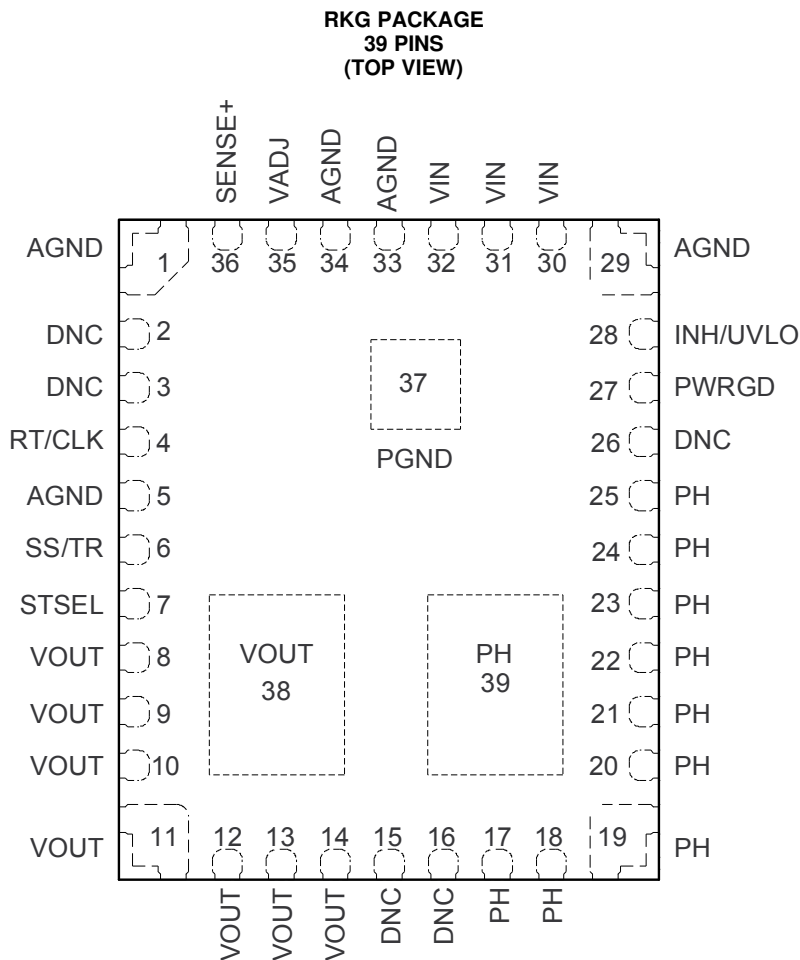 RKG PACKAGE
39 PINS
(TOP VIEW)
SENSE+
VADJ
AGND
AGND
VIN
VIN
VIN
AGND 1 36 35 34 33 32 31 30 29 AGND
DNC 2 28 INH/UVLO
DNC 3 37 27 PWRGD
RT/CLK 4 PGND 26 DNC
AGND 5 25 PH
SS/TR 6 24 PH
STSEL 7 23 PH
VOUT 8 VOUT PH 22 PH
38 39
VOUT 9 21 PH
VOUT 10 20 PH
VOUT 11 12 13 14 15 16 17 18 19 PH
VOUT
VOUT
VOUT
DNC
DNC
PH
PH